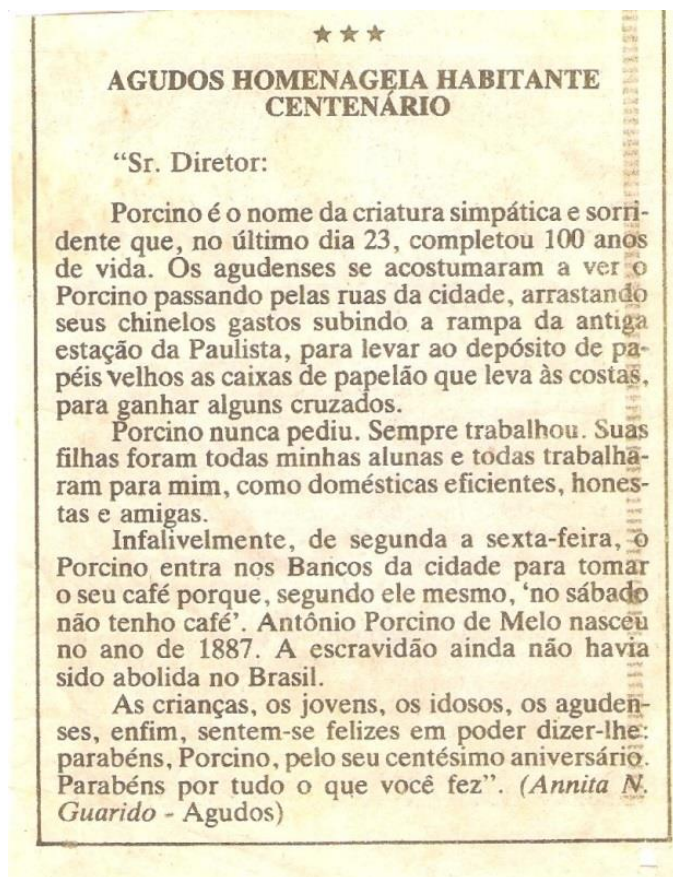 ★ ★ ★
AGUDOS HOMENAGEIA HABITANTE
CENTENÁRIO
“Sr. Diretor:
Porcino é o nome da criatura simpática e sorri-
dente que, no último dia 23, completou 100 anos
de vida. Os agudenses se acostumaram a ver o
Porcino passando pelas ruas da cidade, arrastando
seus chinelos gastos subindo a rampa da antiga
estação da Paulista, para levar ao depósito de pa-
péis velhos as caixas de papelão que leva às costas,
para ganhar alguns cruzados.
Porcino nunca pediu. Sempre trabalhou. Suas
filhas foram todas minhas alunas e todas trabalha-
ram para mim, como domésticas eficientes, hones-
tas e amigas.
Infalivelmente, de segunda a sexta-feira, o
Porcino entra nos Bancos da cidade para tomar
o seu café porque, segundo ele mesmo, ‘no sábado
não tenho café’. Antônio Porcino de Melo nasceu
no ano de 1887. A escravidão ainda não havia
sido abolida no Brasil.
As crianças, os jovens, os idosos, os aguden-
ses, enfim, sentem-se felizes em poder dizer-lhe:
parabéns, Porcino, pelo seu centésimo aniversário.
Parabéns por tudo o que você fez”. (Annita N.
Guarido - Agudos)